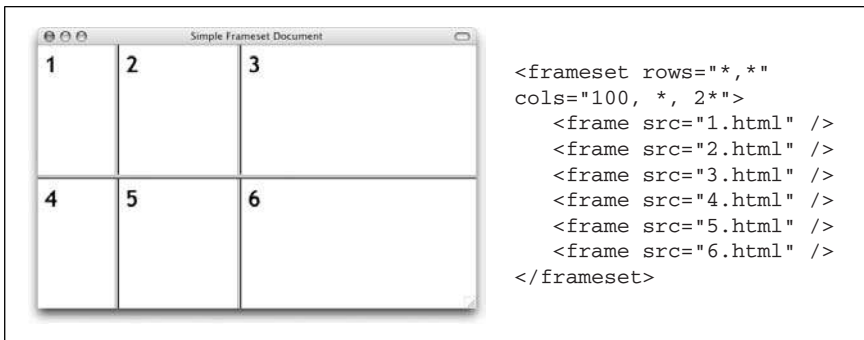 Simple Frameset Document
1 2 3
4 5 6
<frameset rows="*,*"
cols="100, *, 2*">
<frame src="1.html" />
<frame src="2.html" />
<frame src="3.html" />
<frame src="4.html" />
<frame src="5.html" />
<frame src="6.html" />
</frameset>